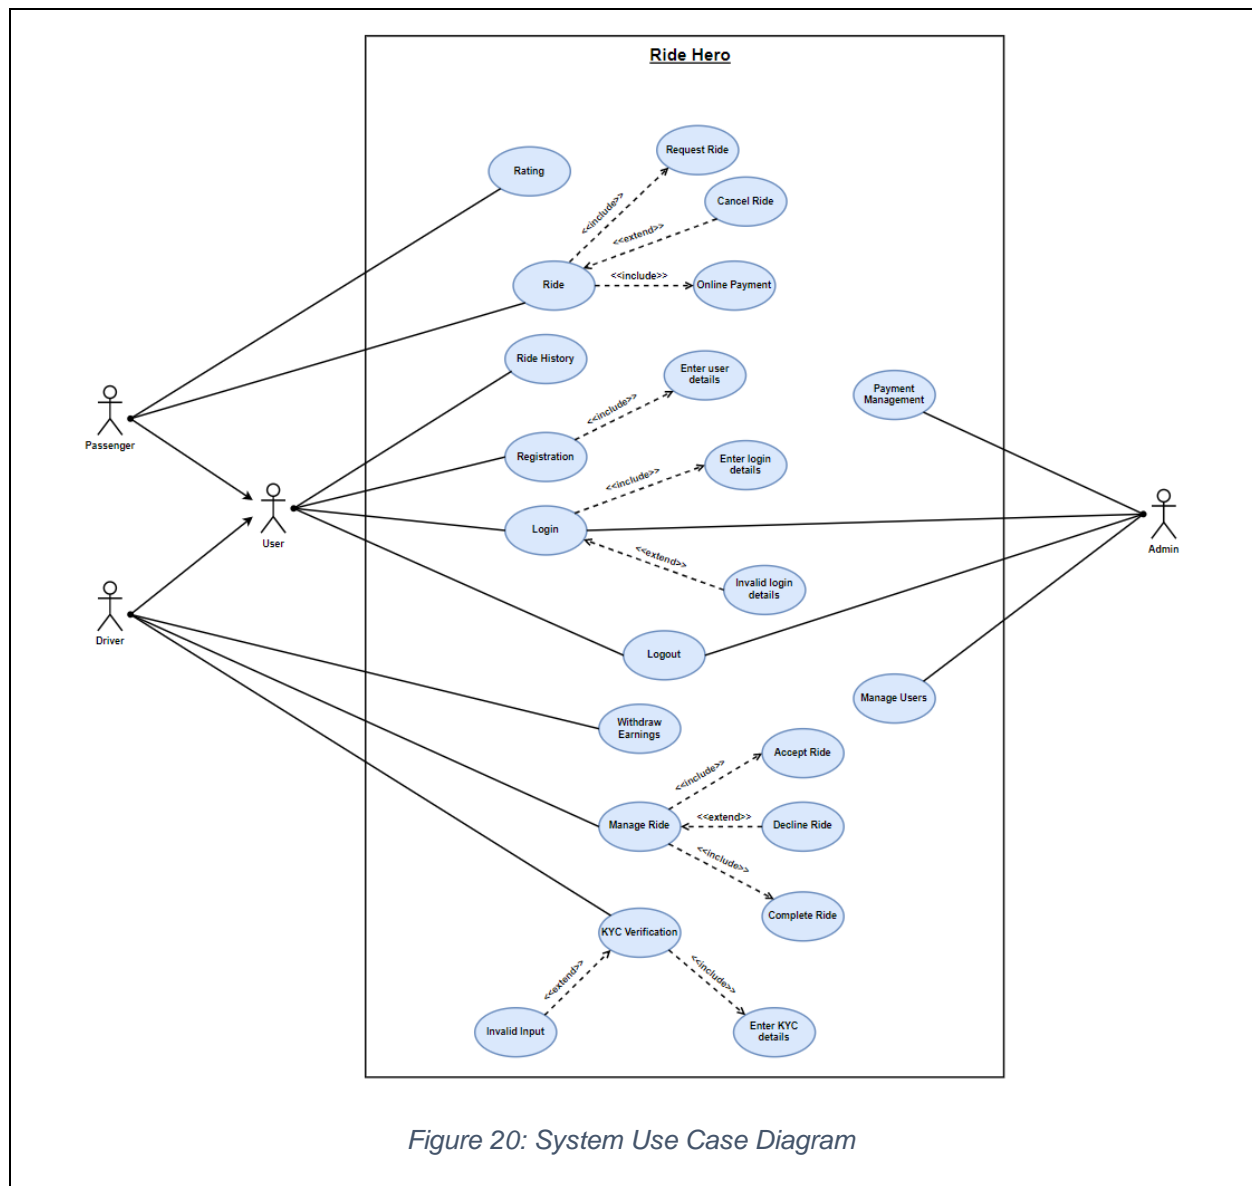 Ride Hero
Request Ride
Rating
<<include>>
Cancel Ride
<<extend>>
Ride
<<include>>
Online Payment
Ride History
Enter user
details
Payment
Management
<<include>>
Passenger
Registration
Enter login
details
<<include>>
User
Login
Admin
<<extend>>
Invalid login
details
Driver
Logout
Manage Users
Withdraw
Earnings
Accept Ride
<<include>>
Manage Ride
<<extend>>
Decline Ride
<<include>>
Complete Ride
KYC Verification
<<extend>>
<<include>>
Invalid Input
Enter KYC
details
Figure 20: System Use Case Diagram